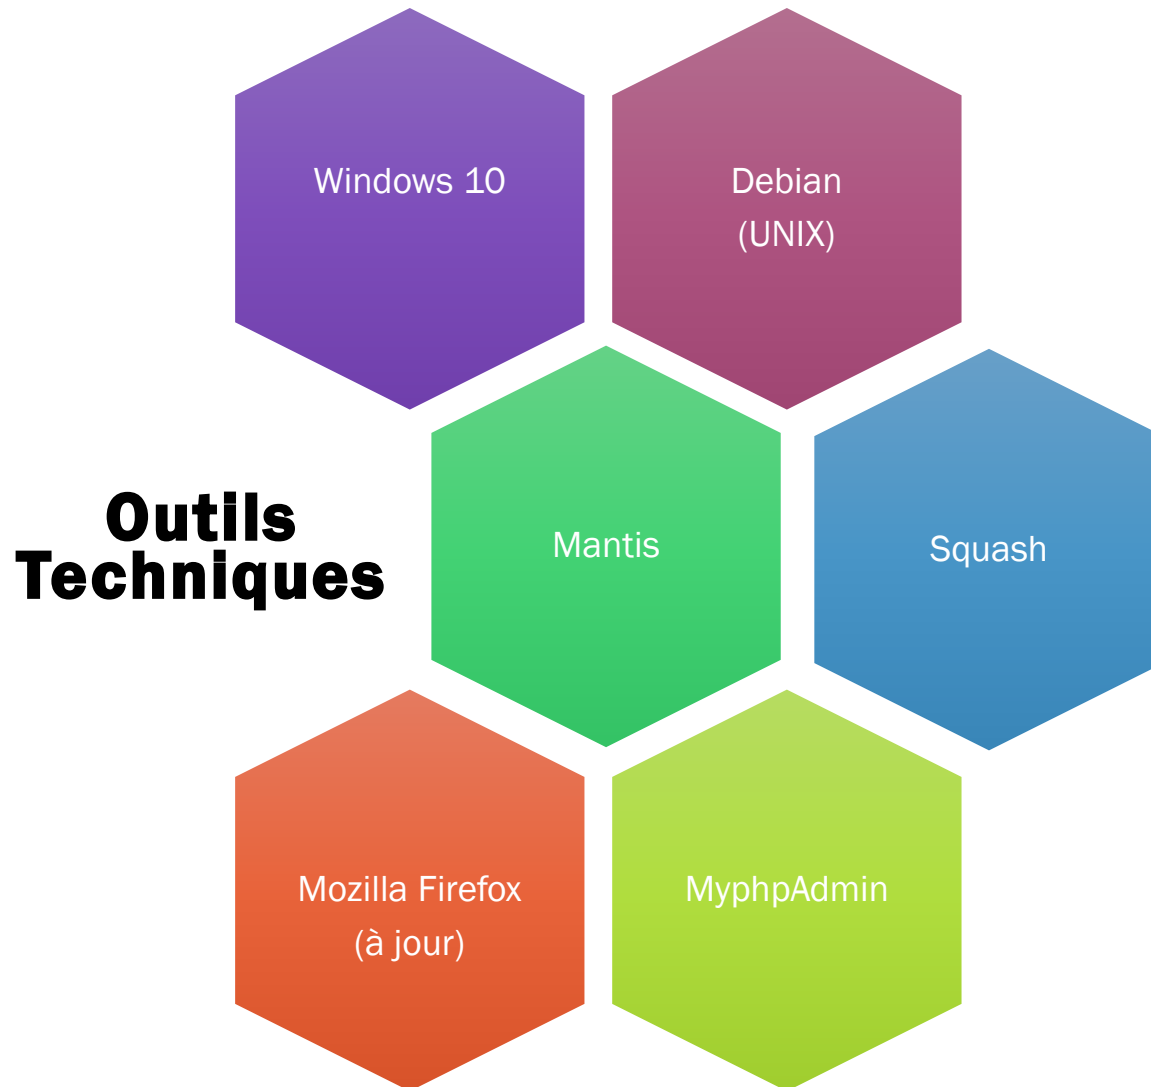 Windows 10
Debian
(UNIX)
Outils
Techniques
Mantis
Squash
Mozilla Firefox
(à jour)
MyphpAdmin